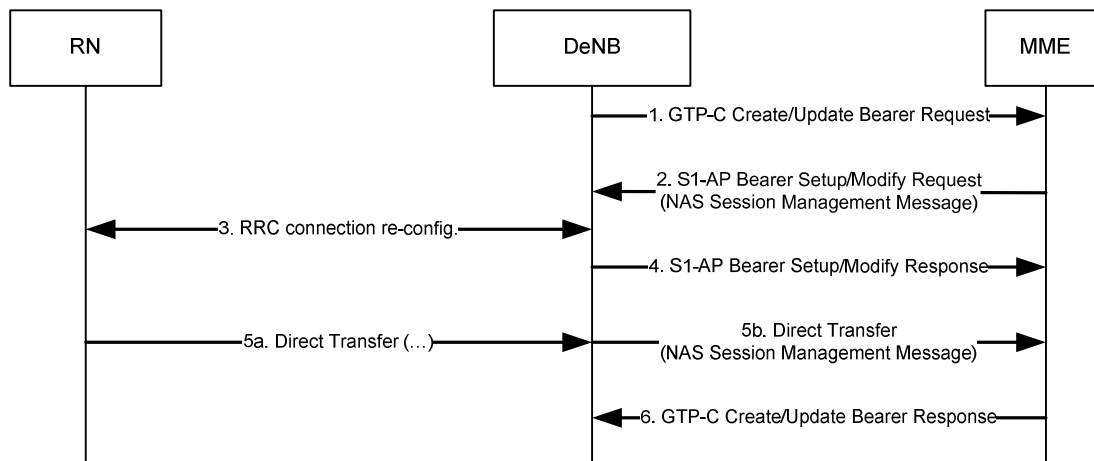 RN
DeNB
MME
1. GTP-C Create/Update Bearer Request
2. S1-AP Bearer Setup/Modify Request
(NAS Session Management Message)
3. RRC connection re-config.
4. S1-AP Bearer Setup/Modify Response
5a. Direct Transfer (...)
5b. Direct Transfer
(NAS Session Management Message)
6. GTP-C Create/Update Bearer Response